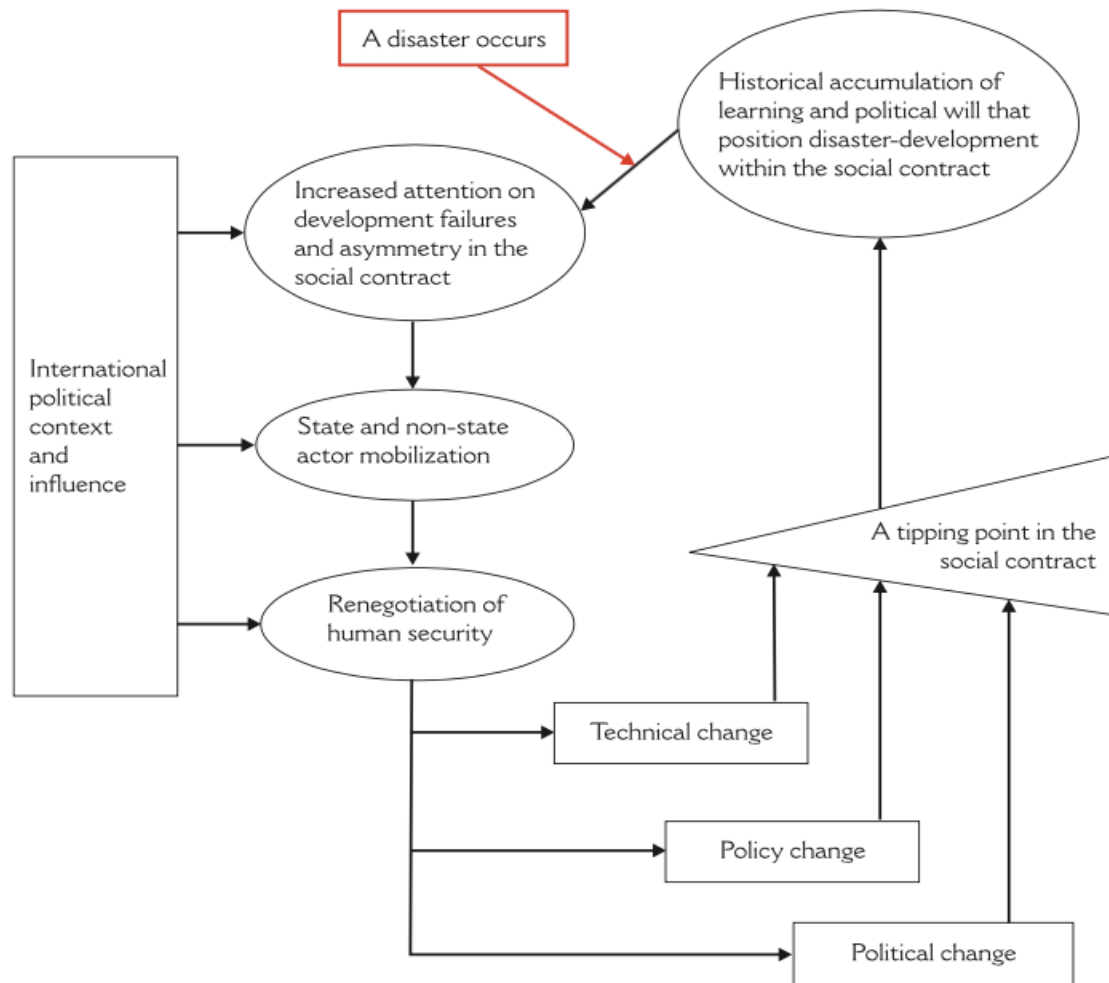 A disaster occurs
Historical accumulation of
learning and political will that
position disaster-development
within the social contract
Increased attention on
development failures
and asymmetry in the
social contract
International
political
context
and
influence
State and non-state
actor mobilization
A tipping point in the
social contract
Renegotiation of
human security
Technical change
Policy change
Political change